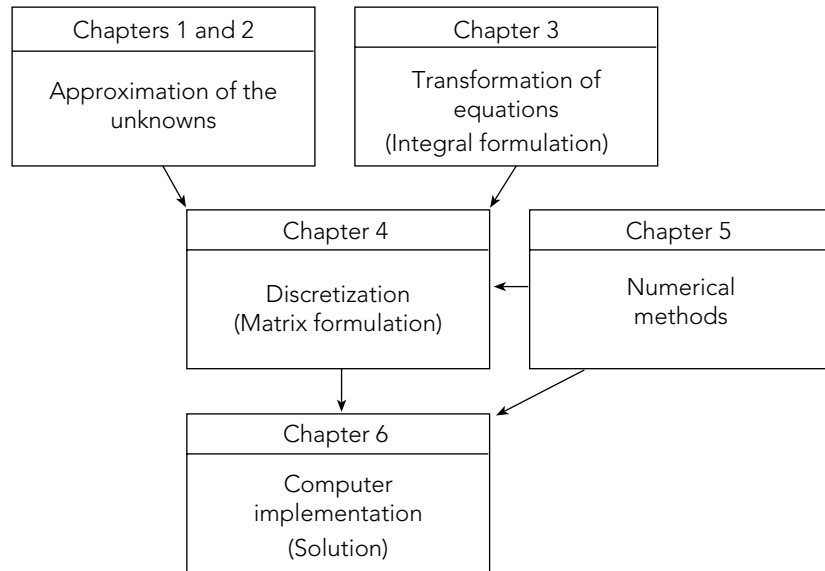 Chapters 1 and 2
Approximation of the
unknowns
Chapter 3
Transformation of
equations
(Integral formulation)
Chapter 4
Discretization
(Matrix formulation)
Chapter 5
Numerical
methods
Chapter 6
Computer
implementation
(Solution)